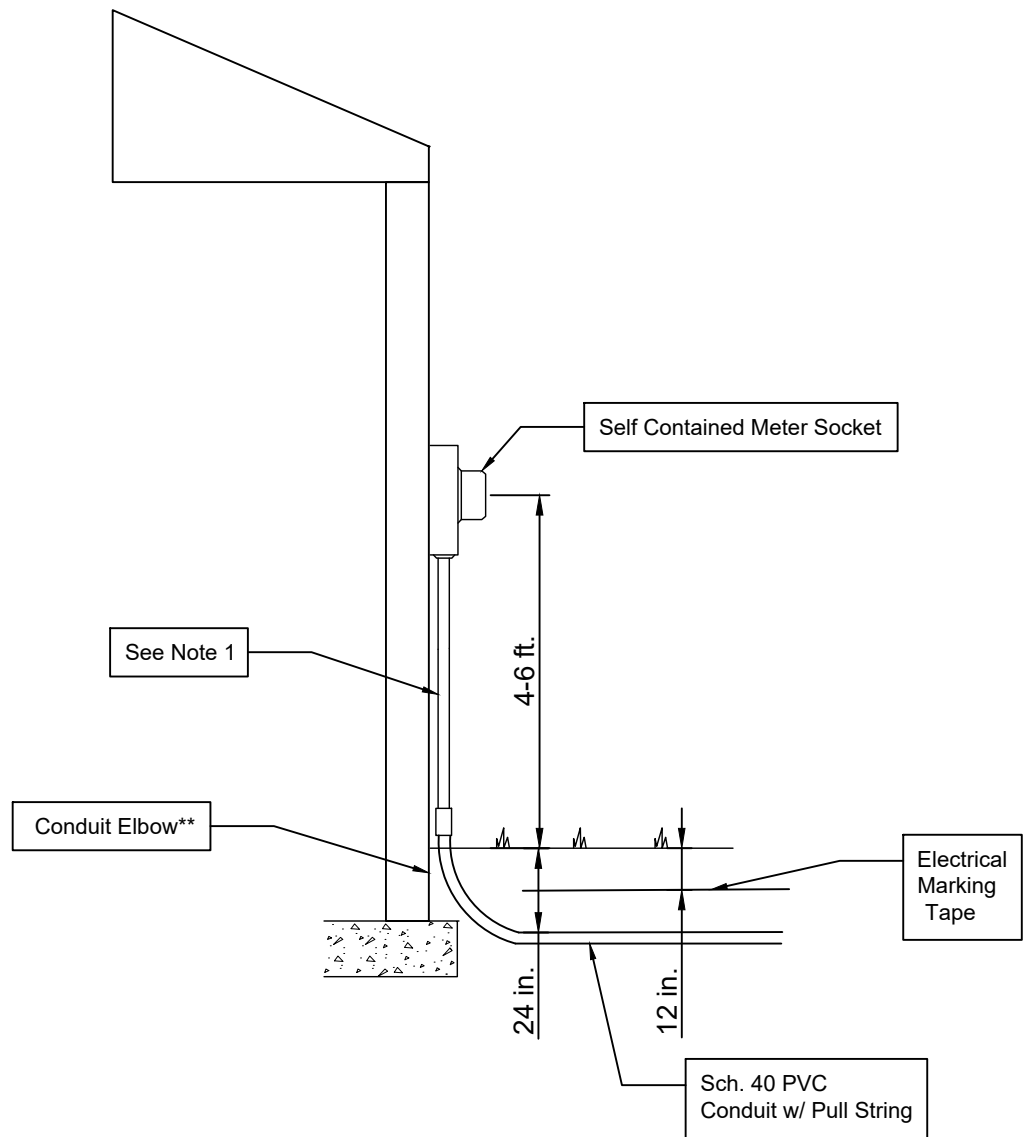 Self Contained Meter Socket
4-6 ft.
See Note 1
Conduit Elbow**
Electrical
Marking
Tape
24 in.
12 in.
Sch. 40 PVC
Conduit w/ Pull String